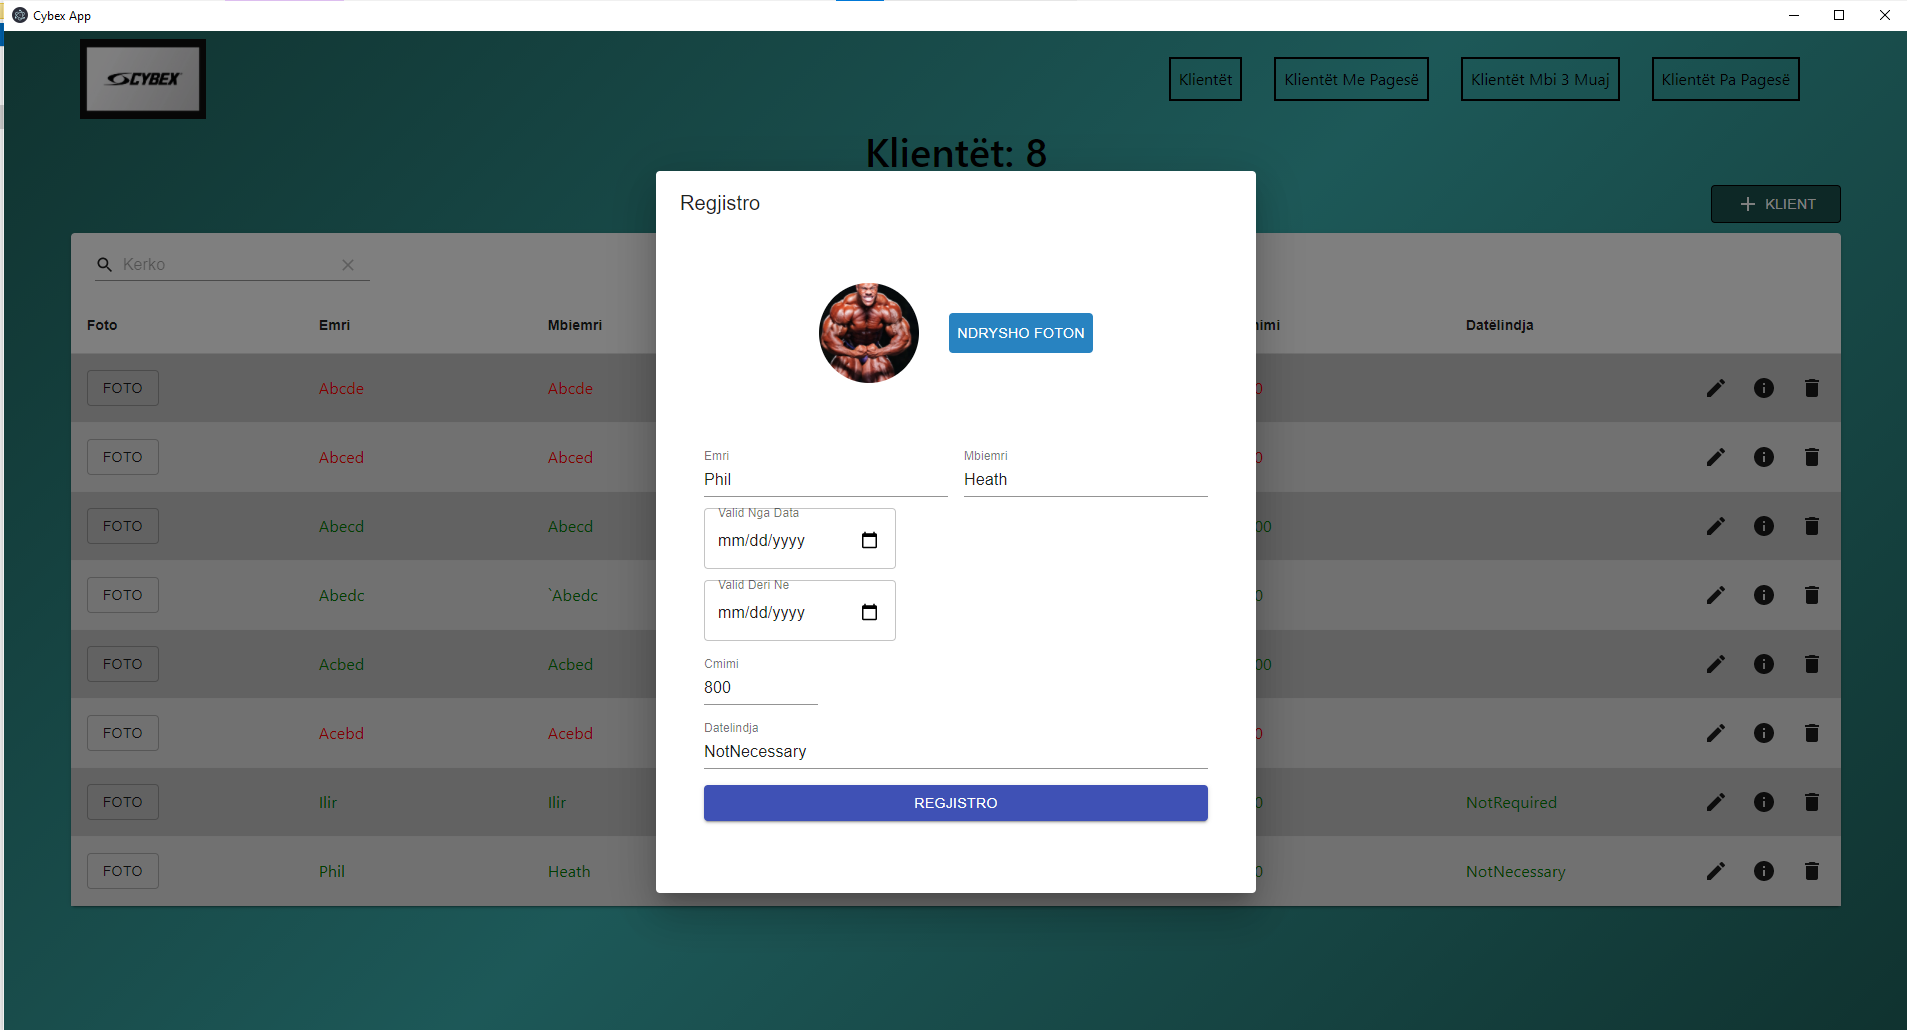 Cybex App
CYBEX
Klientët
Klientët Me Pagesë
Klientët Mbi 3 Muaj
Klientët Pa Pagesë
Klientët: 8
KLIENT
Kerko
Foto
Emri
Mbiemri
imi
Datëlindja
FOTO
Abcde
Abcde
0
FOTO
Abced
Abced
0
FOTO
Abecd
Abecd
00
FOTO
Abedc
`Abedc
0
FOTO
Acbed
Acbed
00
FOTO
Acebd
Acebd
0
FOTO
Ilir
Ilir
0
NotRequired
FOTO
Phil
Heath
0
NotNecessary
Regjistro
NDRYSHO FOTON
Emri
Phil
Mbiemri
Heath
Valid Nga Data
mm/dd/yyyy
Valid Deri Ne
mm/dd/yyyy
Cmimi
800
Datelindja
NotNecessary
REGJISTRO